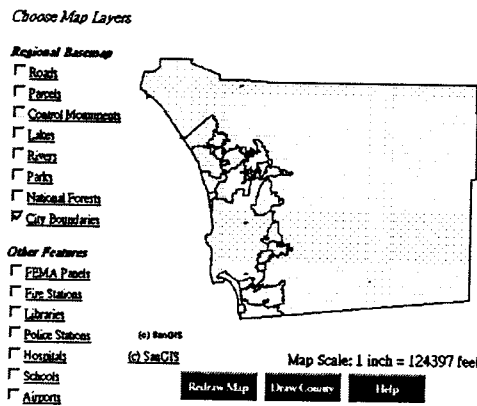 Choose Map Layers
Regional Basemap
Roads
Parcels
Control Monuments
Lakes
Rivers
Parks
National Forests
City Boundaries
Other Features
FEMA Panels
Fire Stations
Libraries
Police Stations
Hospitals
Schools
Airports
(c) SanGIS
(c) SanGIS
Map Scale: 1 inch = 124397 feet
Redraw Map
Draw County
Help